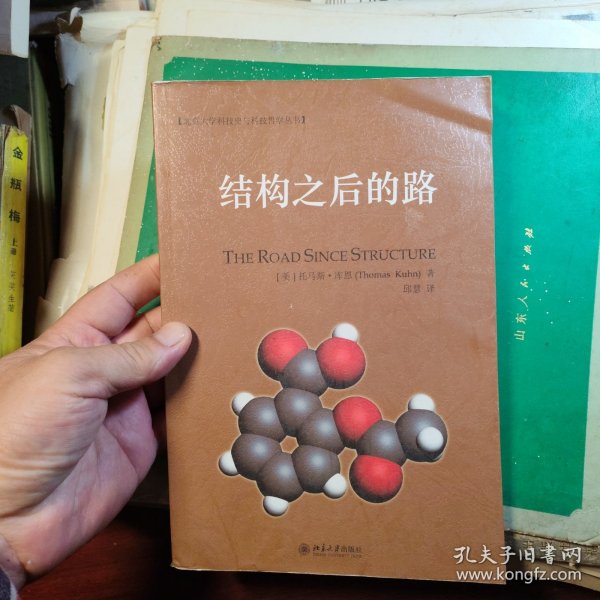 【北京大学科技史与科技哲学丛书】
结构之后的路
THE ROAD SINCE STRUCTURE
[美]托马斯·库恩(Thomas Kuhn) 著
邱慧 译
北京大学出版社
金瓶梅
上
山东人民出版社
孔夫子旧书网
www.kongfz.com